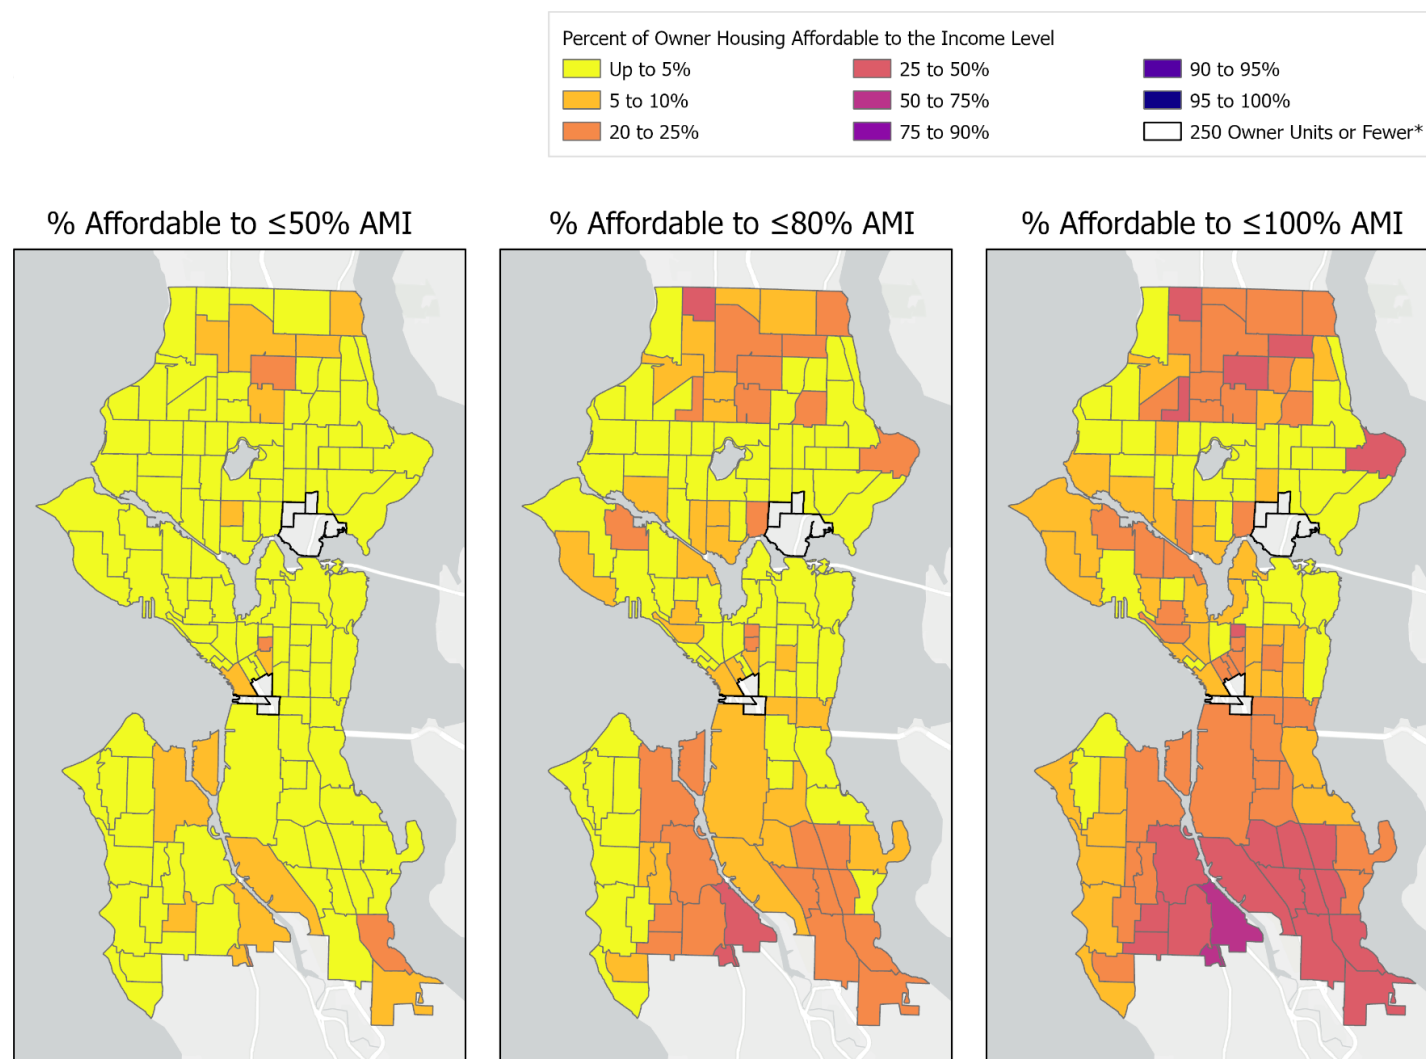 Percent of Owner Housing Affordable to the Income Level
Up to 5%
5 to 10%
20 to 25%
25 to 50%
50 to 75%
75 to 90%
90 to 95%
95 to 100%
250 Owner Units or Fewer*
% Affordable to ≤50% AMI
% Affordable to ≤80% AMI
% Affordable to ≤100% AMI